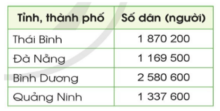 Tỉnh, thành phố Số dân (người)
Thái Bình 1 870 200
Đà Nẵng 1 169 500
Bình Dương 2 580 600
Quảng Ninh 1 337 600